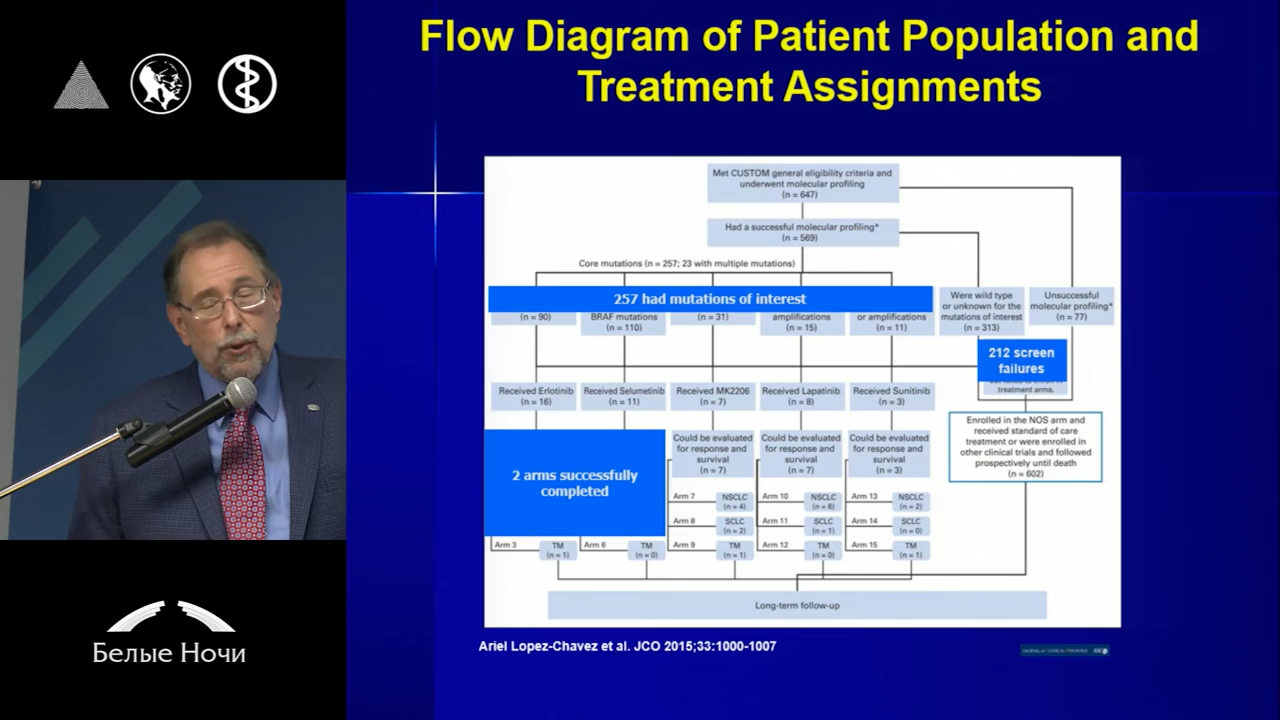 Flow Diagram of Patient Population and
Treatment Assignments
Met CUSTOM general eligibility criteria and
underwent molecular profiling
(n = 647)
Had a successful molecular profiling*
(n = 569)
Core mutations (n = 257; 23 with multiple mutations)
257 had mutations of interest
(n = 90)
BRAF mutations
(n = 110)
(n = 31)
amplifications
(n = 15)
or amplifications
(n = 11)
Were wild type
or unknown for the
mutations of interest
(n = 313)
Unsuccessful
molecular profiling*
(n = 77)
212 screen
failures
treatment arms.
Received Erlotinib
(n = 16)
Received Selumetinib
(n = 11)
Received MK2206
(n = 7)
Received Lapatinib
(n = 8)
Received Sunitinib
(n = 3)
Enrolled in the NOS arm and
received standard of care
treatment or were enrolled in
other clinical trials and followed
prospectively until death
(n = 602)
2 arms successfully
completed
Could be evaluated
for response and
survival
(n = 7)
Could be evaluated
for response and
survival
(n = 7)
Could be evaluated
for response and
survival
(n = 3)
Arm 7
NSCLC
(n = 4)
Arm 10
NSCLC
(n = 6)
Arm 13
NSCLC
(n = 2)
Arm 8
SCLC
(n = 2)
Arm 11
SCLC
(n = 1)
Arm 14
SCLC
(n = 0)
Arm 3
TM
(n = 1)
Arm 6
TM
(n = 0)
Arm 9
TM
(n = 1)
Arm 12
TM
(n = 0)
Arm 15
TM
(n = 1)
Long-term follow-up
Ariel Lopez-Chavez et al. JCO 2015;33:1000-1007
Белые Ночи